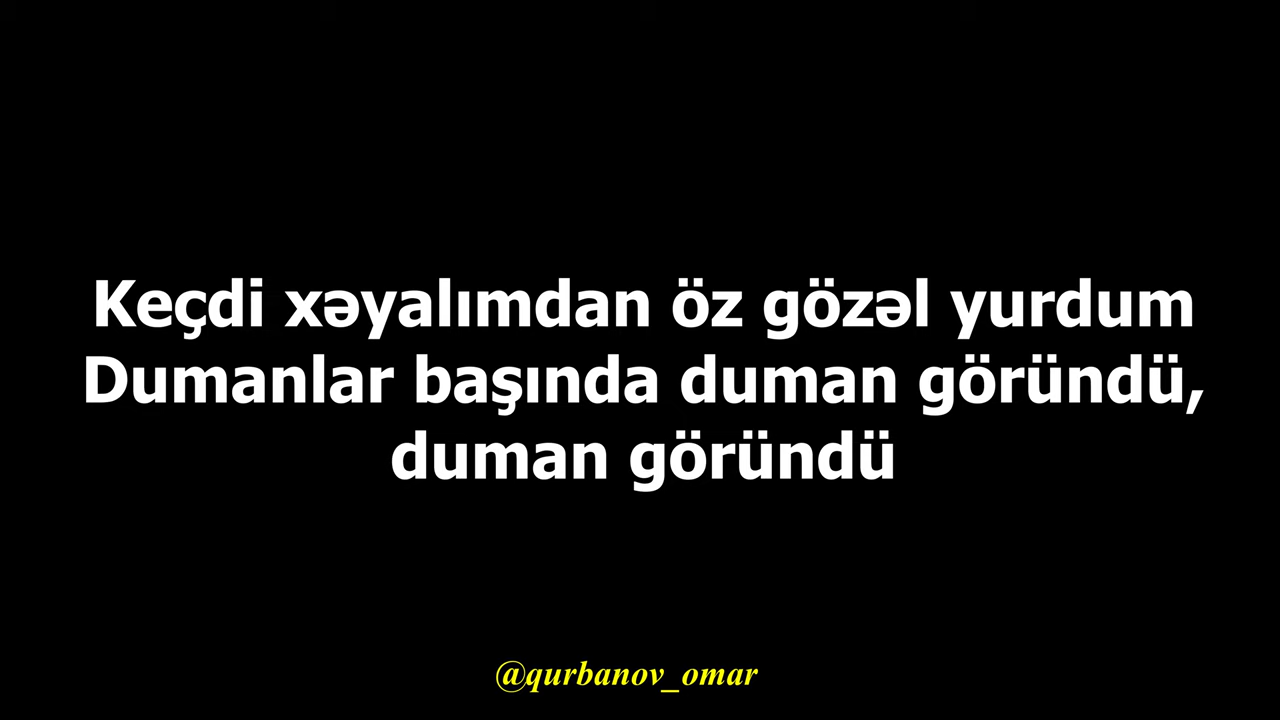 Keçdi xəyalımdan öz gözəl yurdum
Dumanlar başında duman göründü,
duman göründü
@qurbanov_omar